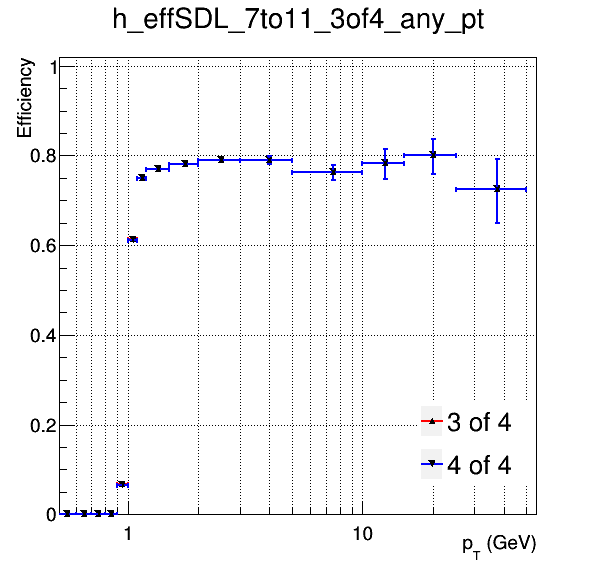 h_effSDL_7to11_3of4_any_pt
Efficiency
1
0.8
0.6
0.4
0.2
0
3 of 4
4 of 4
1
10
p_T (GeV)